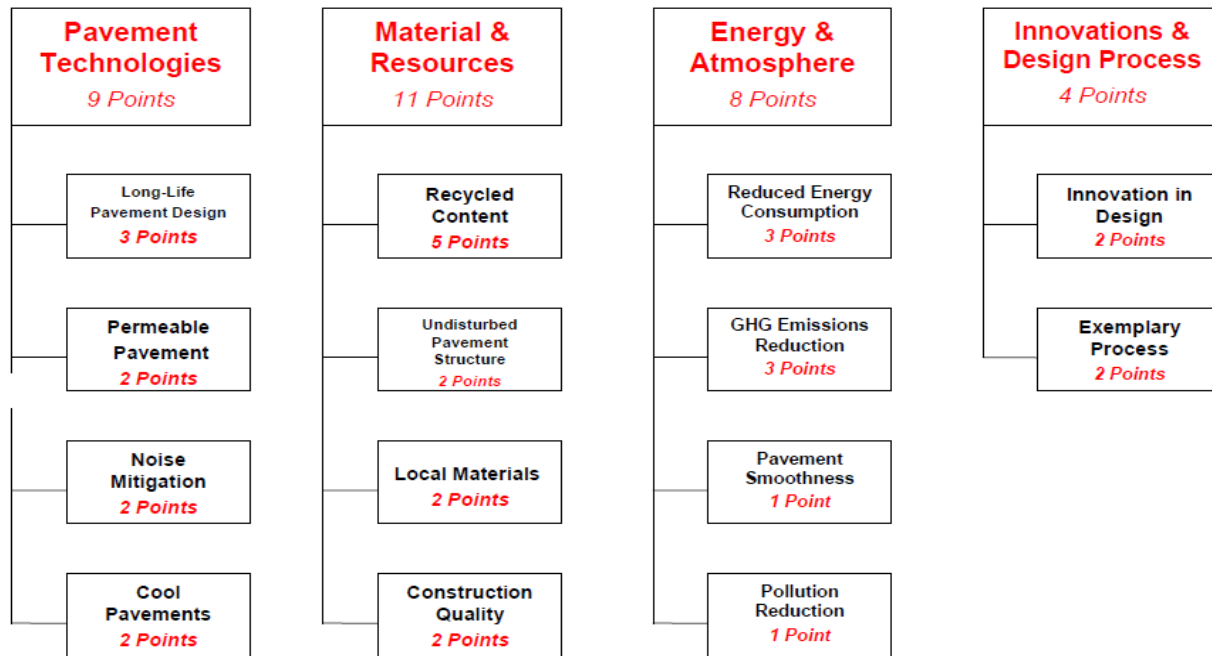 Pavement
Technologies
9 Points
Long-Life
Pavement Design
3 Points
Permeable
Pavement
2 Points
Noise
Mitigation
2 Points
Cool
Pavements
2 Points
Material &
Resources
11 Points
Recycled
Content
5 Points
Undisturbed
Pavement
Structure
2 Points
Local Materials
2 Points
Construction
Quality
2 Points
Energy &
Atmosphere
8 Points
Reduced Energy
Consumption
3 Points
GHG Emissions
Reduction
3 Points
Pavement
Smoothness
1 Point
Pollution
Reduction
1 Point
Innovations &
Design Process
4 Points
Innovation in
Design
2 Points
Exemplary
Process
2 Points